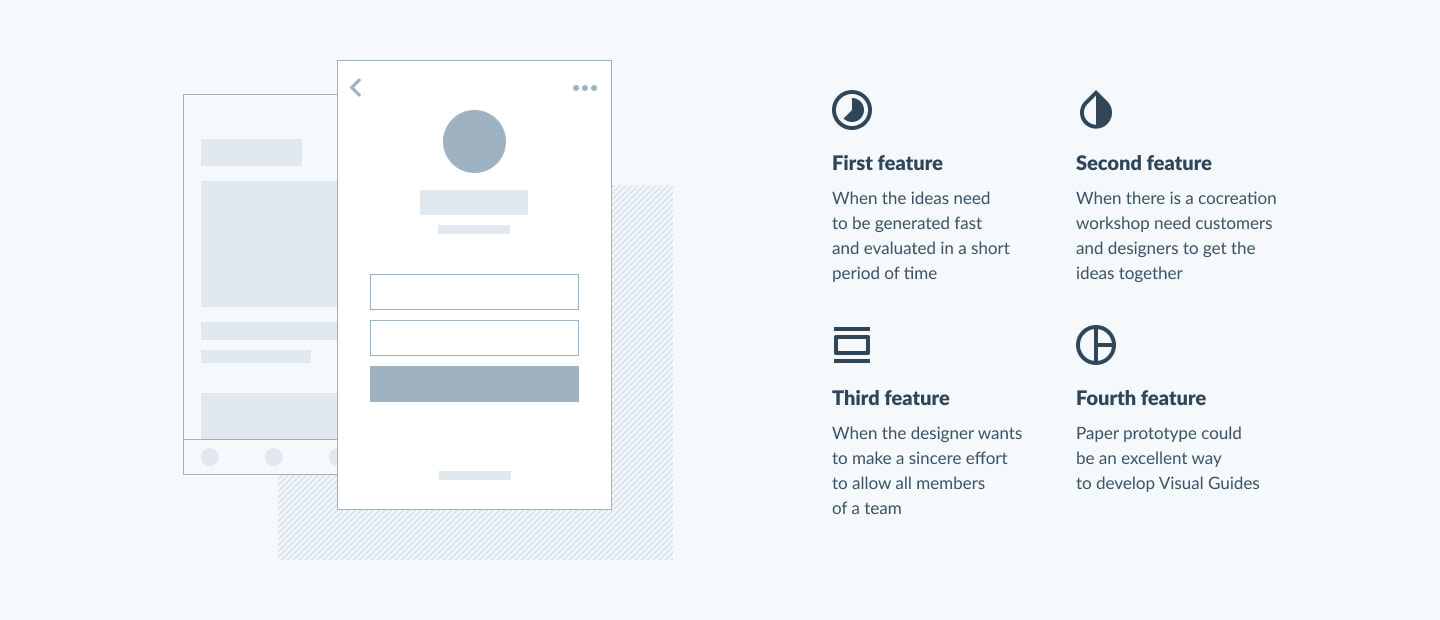 First feature
When the ideas need
to be generated fast
and evaluated in a short
period of time
Second feature
When there is a cocreation
workshop need customers
and designers to get the
ideas together
Third feature
When the designer wants
to make a sincere effort
to allow all members
of a team
Fourth feature
Paper prototype could
be an excellent way
to develop Visual Guides